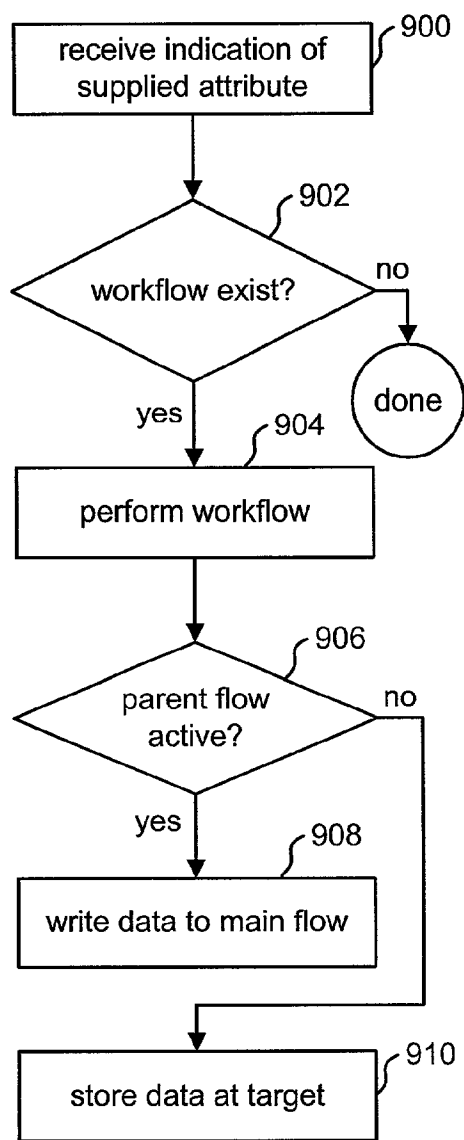 900
receive indication of
supplied attribute
902
workflow exist?
no
done
yes
904
perform workflow
906
parent flow
active?
no
yes
908
write data to main flow
910
store data at target